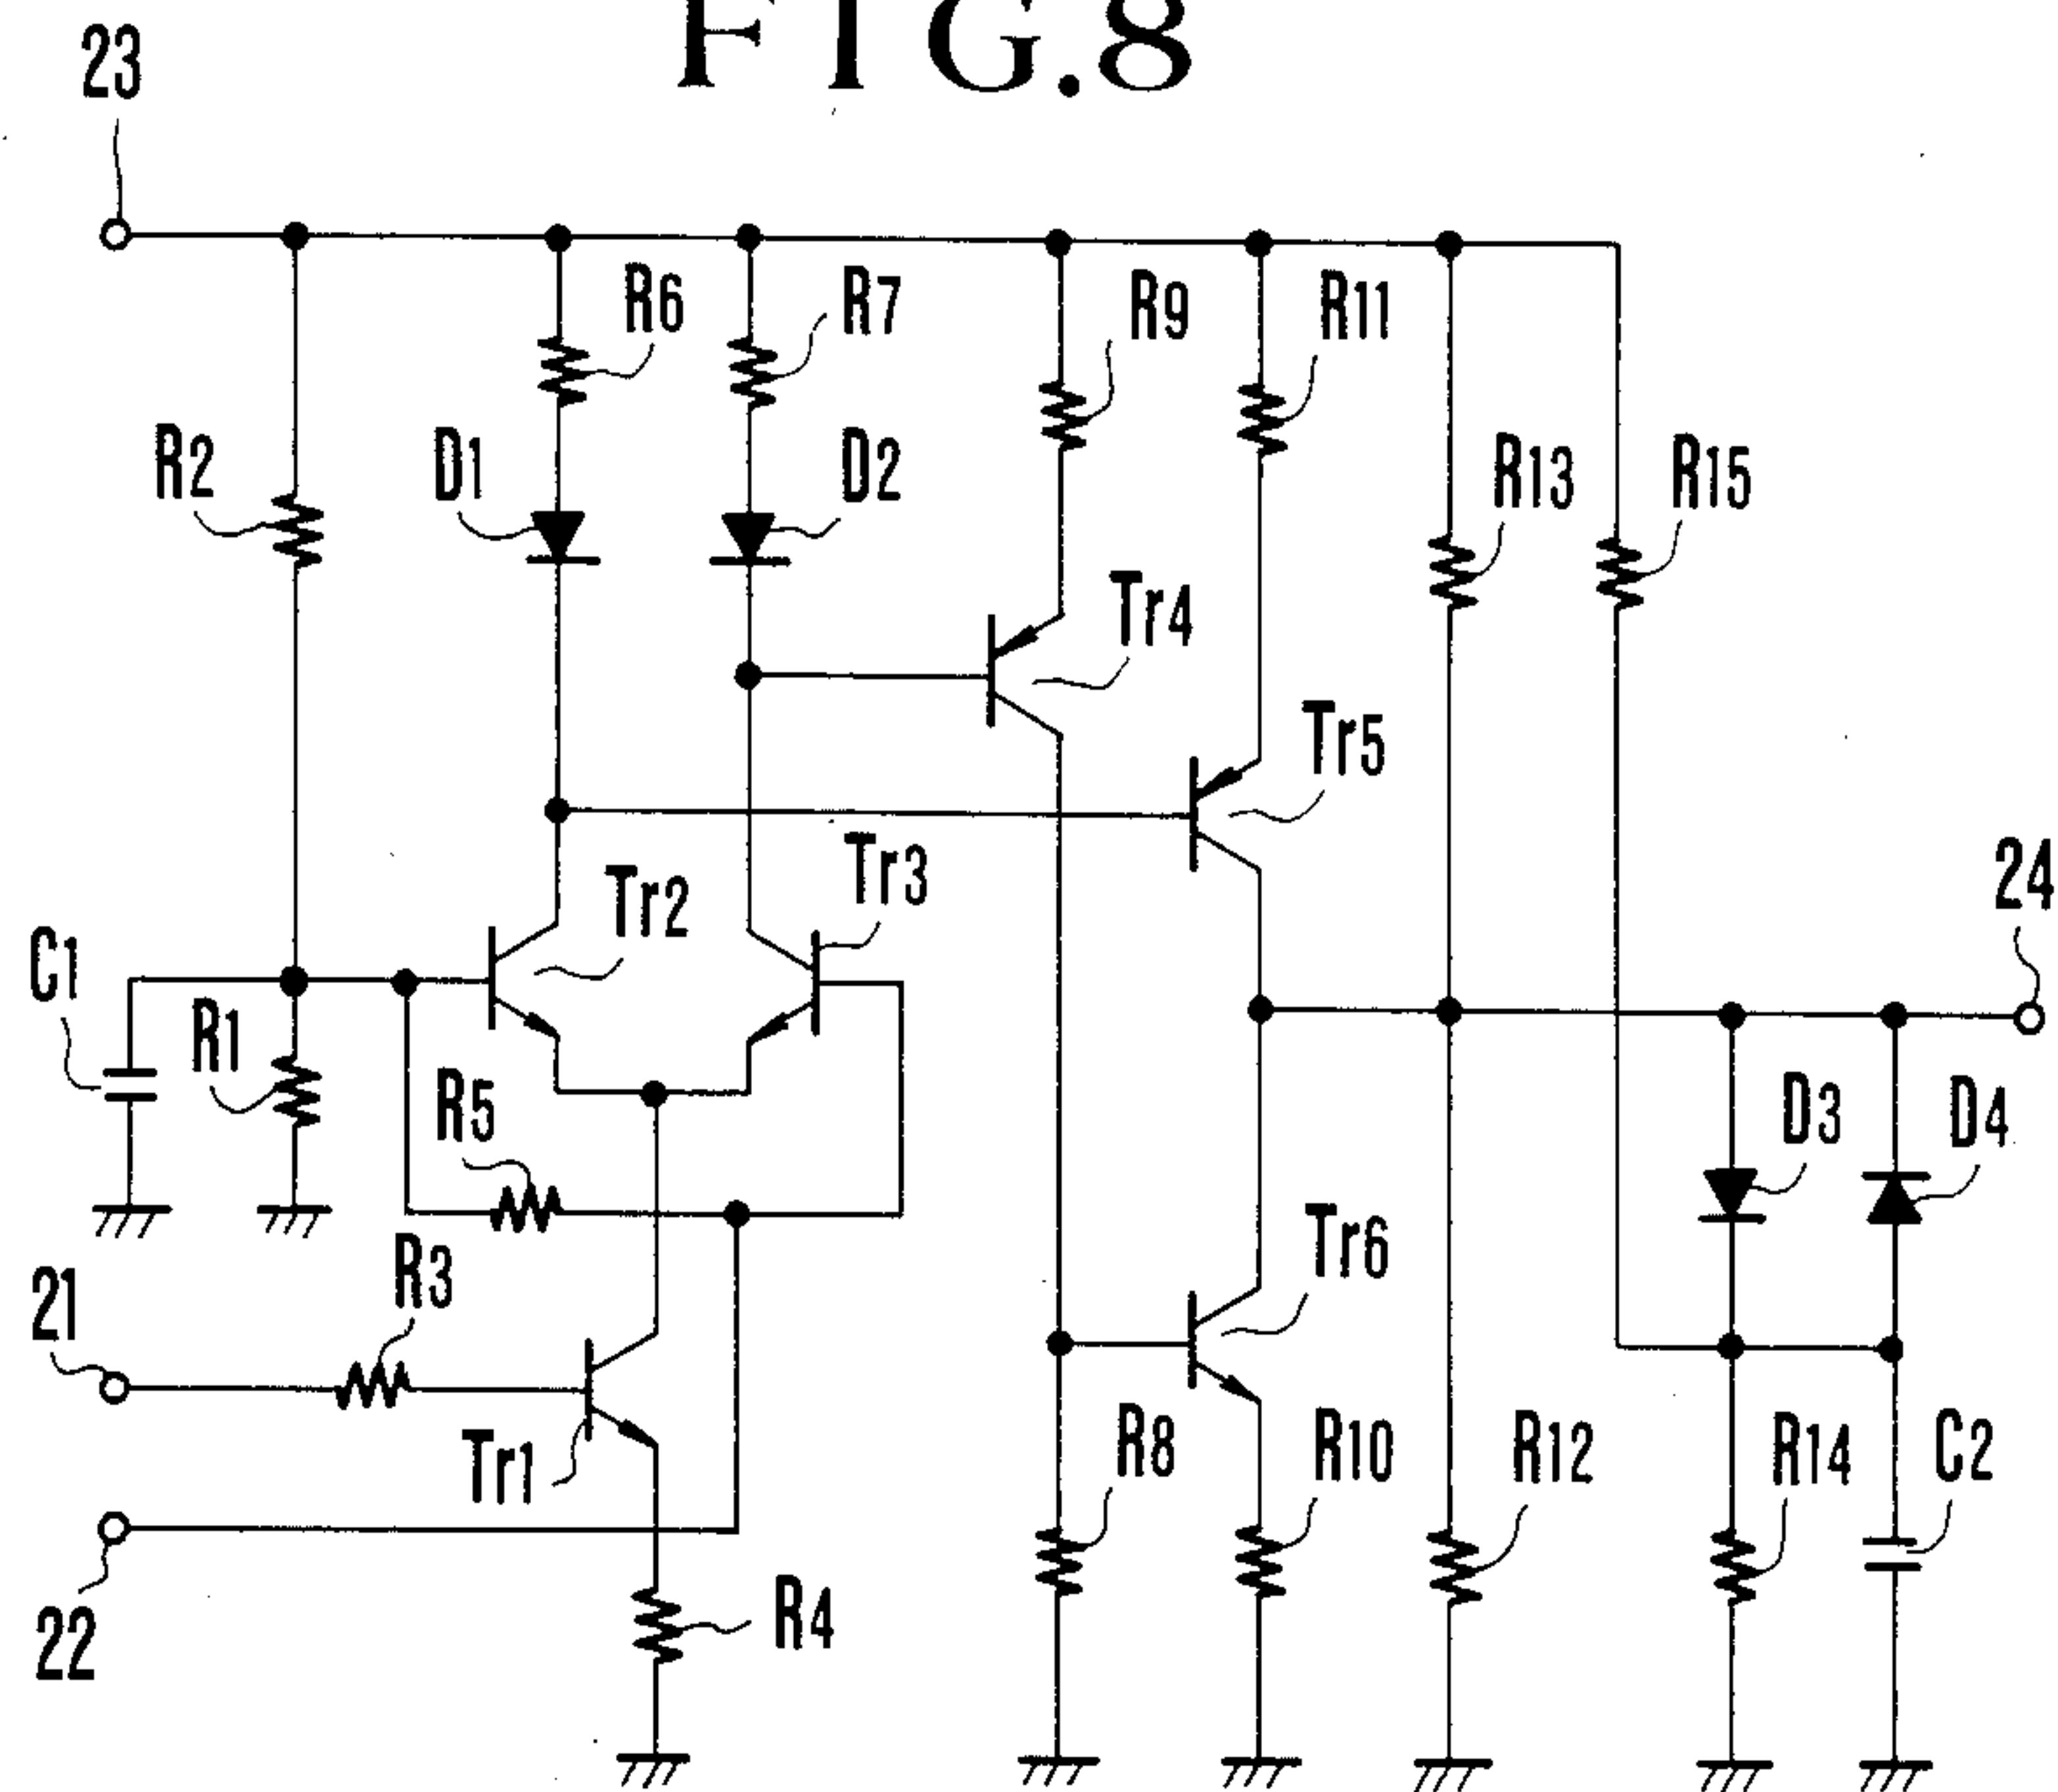 FIG.8
23
R6
R7
R9
R11
R2
D1
D2
R13
R15
Tr4
Tr5
Tr2
Tr3
24
C1
R1
R5
D3
D4
R3
Tr6
21
Tr1
R8
R10
R12
R14
C2
22
R4